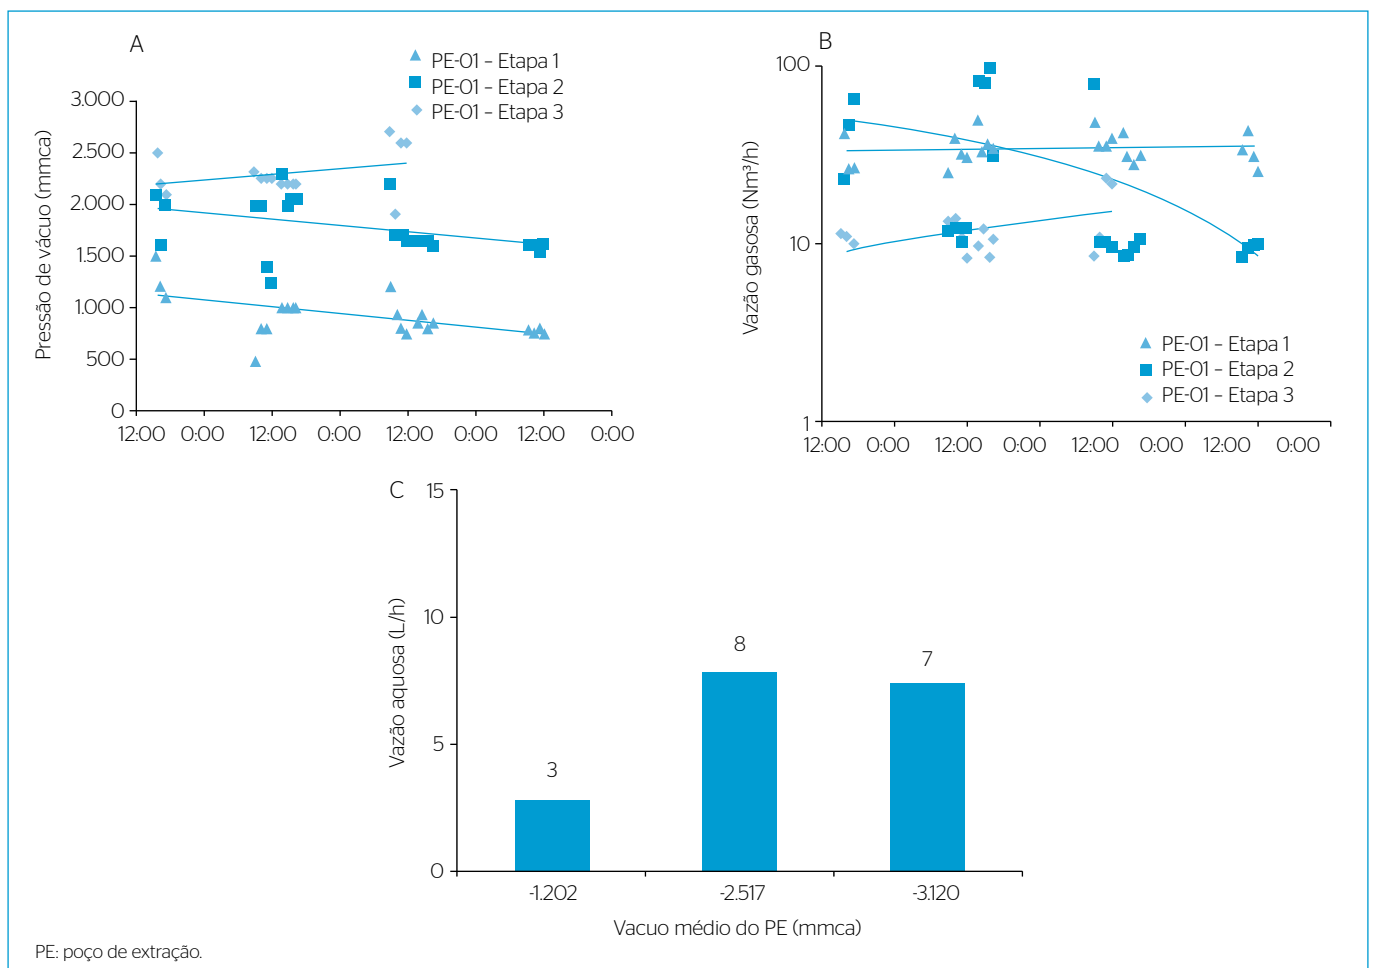 A
PE-01 – Etapa 1
PE-01 – Etapa 2
PE-01 – Etapa 3
Pressão de vácuo (mmca)
3.000
2.500
2.000
1.500
1.000
500
0
12:00 0:00 12:00 0:00 12:00 0:00 12:00 0:00
B
Vazão gasosa (Nm³/h)
100
10
1
PE-01 – Etapa 1
PE-01 – Etapa 2
PE-01 – Etapa 3
12:00 0:00 12:00 0:00 12:00 0:00 12:00 0:00
C
Vazão aquosa (L/h)
15
10
5
0
3
8
7
-1.202 -2.517 -3.120
Vacuo médio do PE (mmca)
PE: poço de extração.